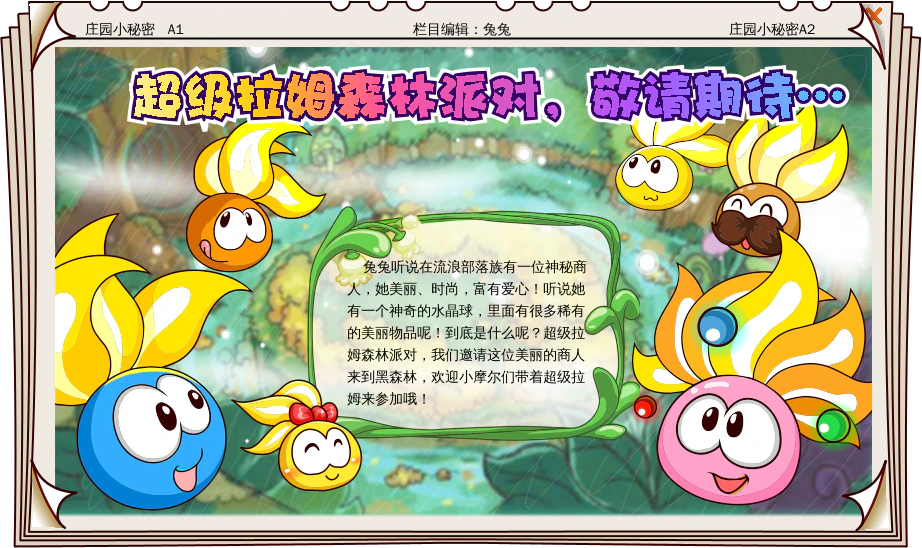 庄园小秘密 A1
栏目编辑：兔兔
庄园小秘密A2
超级拉姆森林派对，敬请期待…
兔兔听说在流浪部落族有一位神秘商
人，她美丽、时尚，富有爱心！听说她
有一个神奇的水晶球，里面有很多稀有
的美丽物品呢！到底是什么呢？超级拉
姆森林派对，我们邀请这位美丽的商人
来到黑森林，欢迎小摩尔们带着超级拉
姆来参加哦！